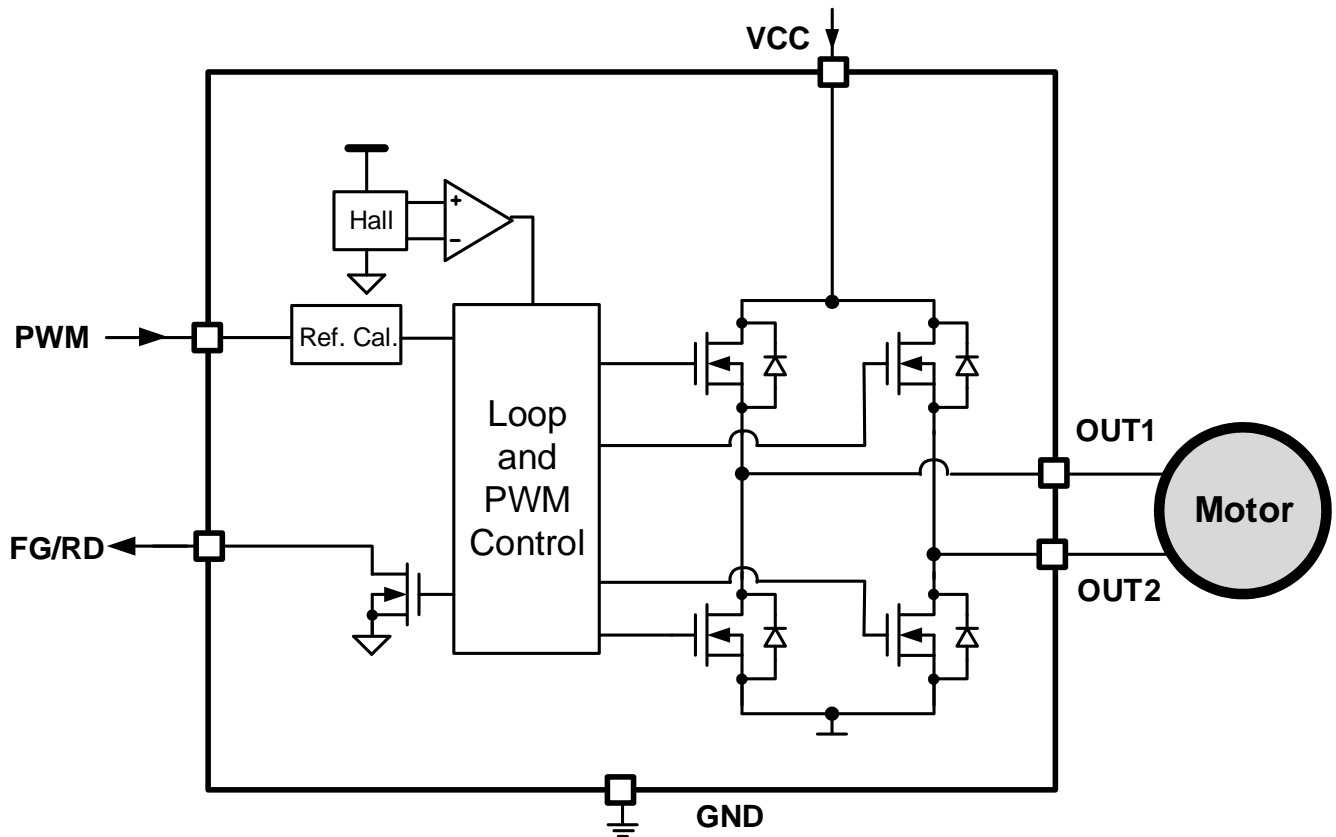 VCC
Hall
+
−
PWM
Ref. Cal.
Loop
and
PWM
Control
OUT1
Motor
FG/RD
OUT2
GND